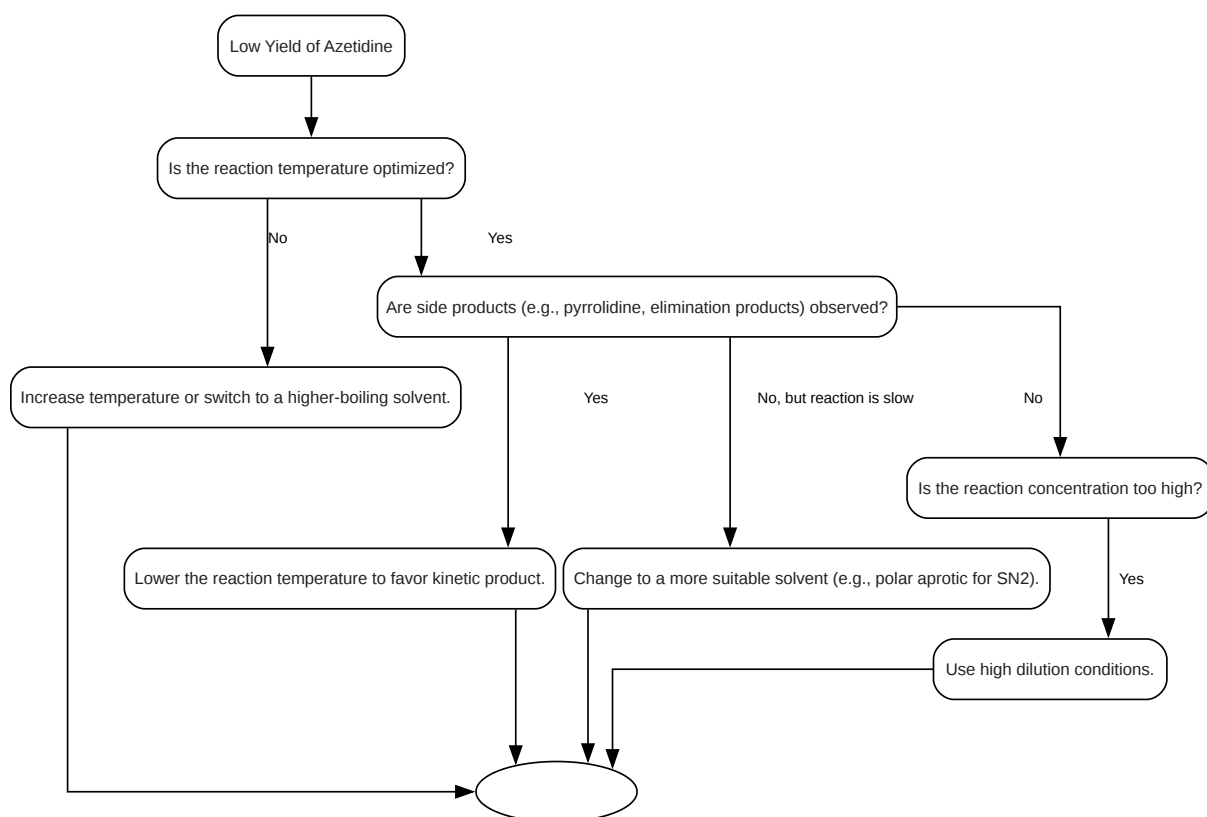 Low Yield of Azetidine
Is the reaction temperature optimized?
No
Yes
Are side products (e.g., pyrrolidine, elimination products) observed?
Increase temperature or switch to a higher-boiling solvent.
Yes
No, but reaction is slow
No
Is the reaction concentration too high?
Lower the reaction temperature to favor kinetic product.
Change to a more suitable solvent (e.g., polar aprotic for SN2).
Yes
Use high dilution conditions.